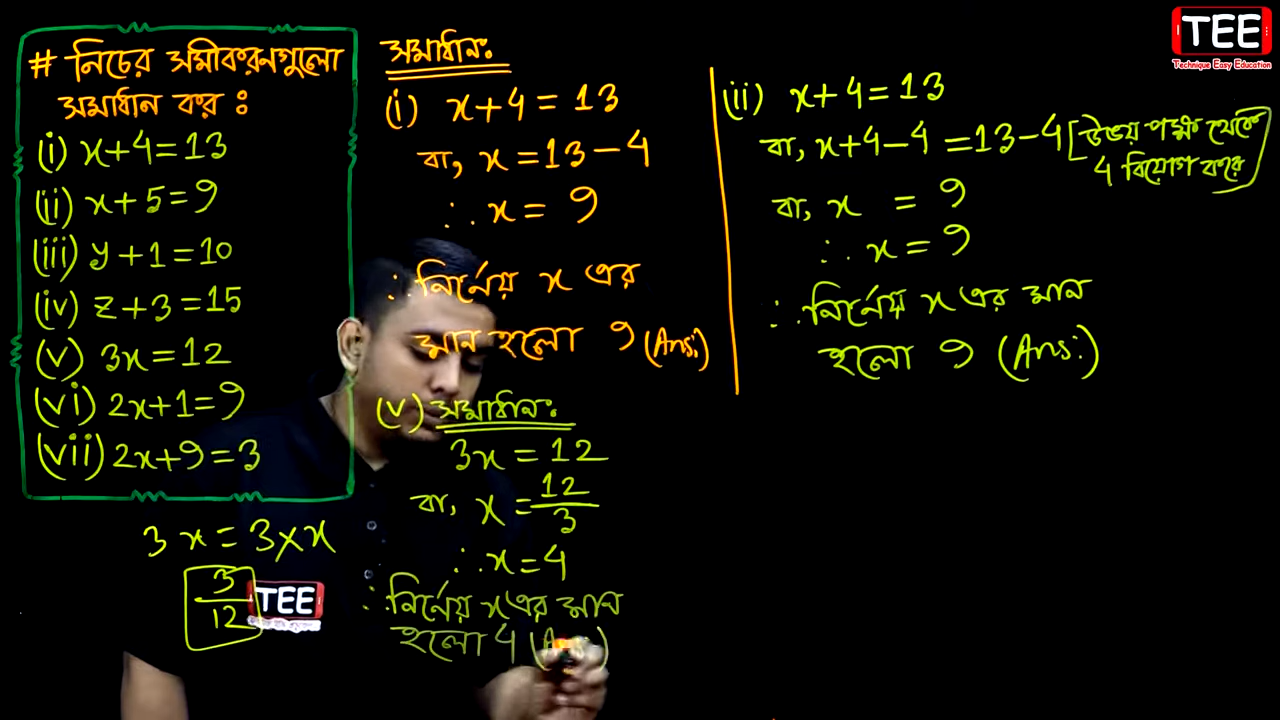 # নিচের সমীকরণগুলো
সমাধান কর :
(i) x+4=13
(ii) x+5=9
(iii) y+1=10
(iv) z+3=15
(v) 3x=12
(vi) 2x+1=9
(vii) 2x+9=3
3x=3×x
3/12
TEE
সমাধান:
(i) x+4=13
বা, x=13-4
∴ x= 9
∴ নির্নেয় x এর
মান হলো 9 (Ans:)
(v) সমাধান:
3x=12
বা, x=12/3
∴ x=4
∴ নির্নেয় x এর মান
হলো 4
(ii) x+4=13
বা, x+4-4=13-4 [উভয় পক্ষ থেকে
4 বিয়োগ করে
বা, x = 9
∴ x= 9
∴ নির্নেয় x এর মান
হলো 9 (Ans:)
TEE
Technique Easy Education